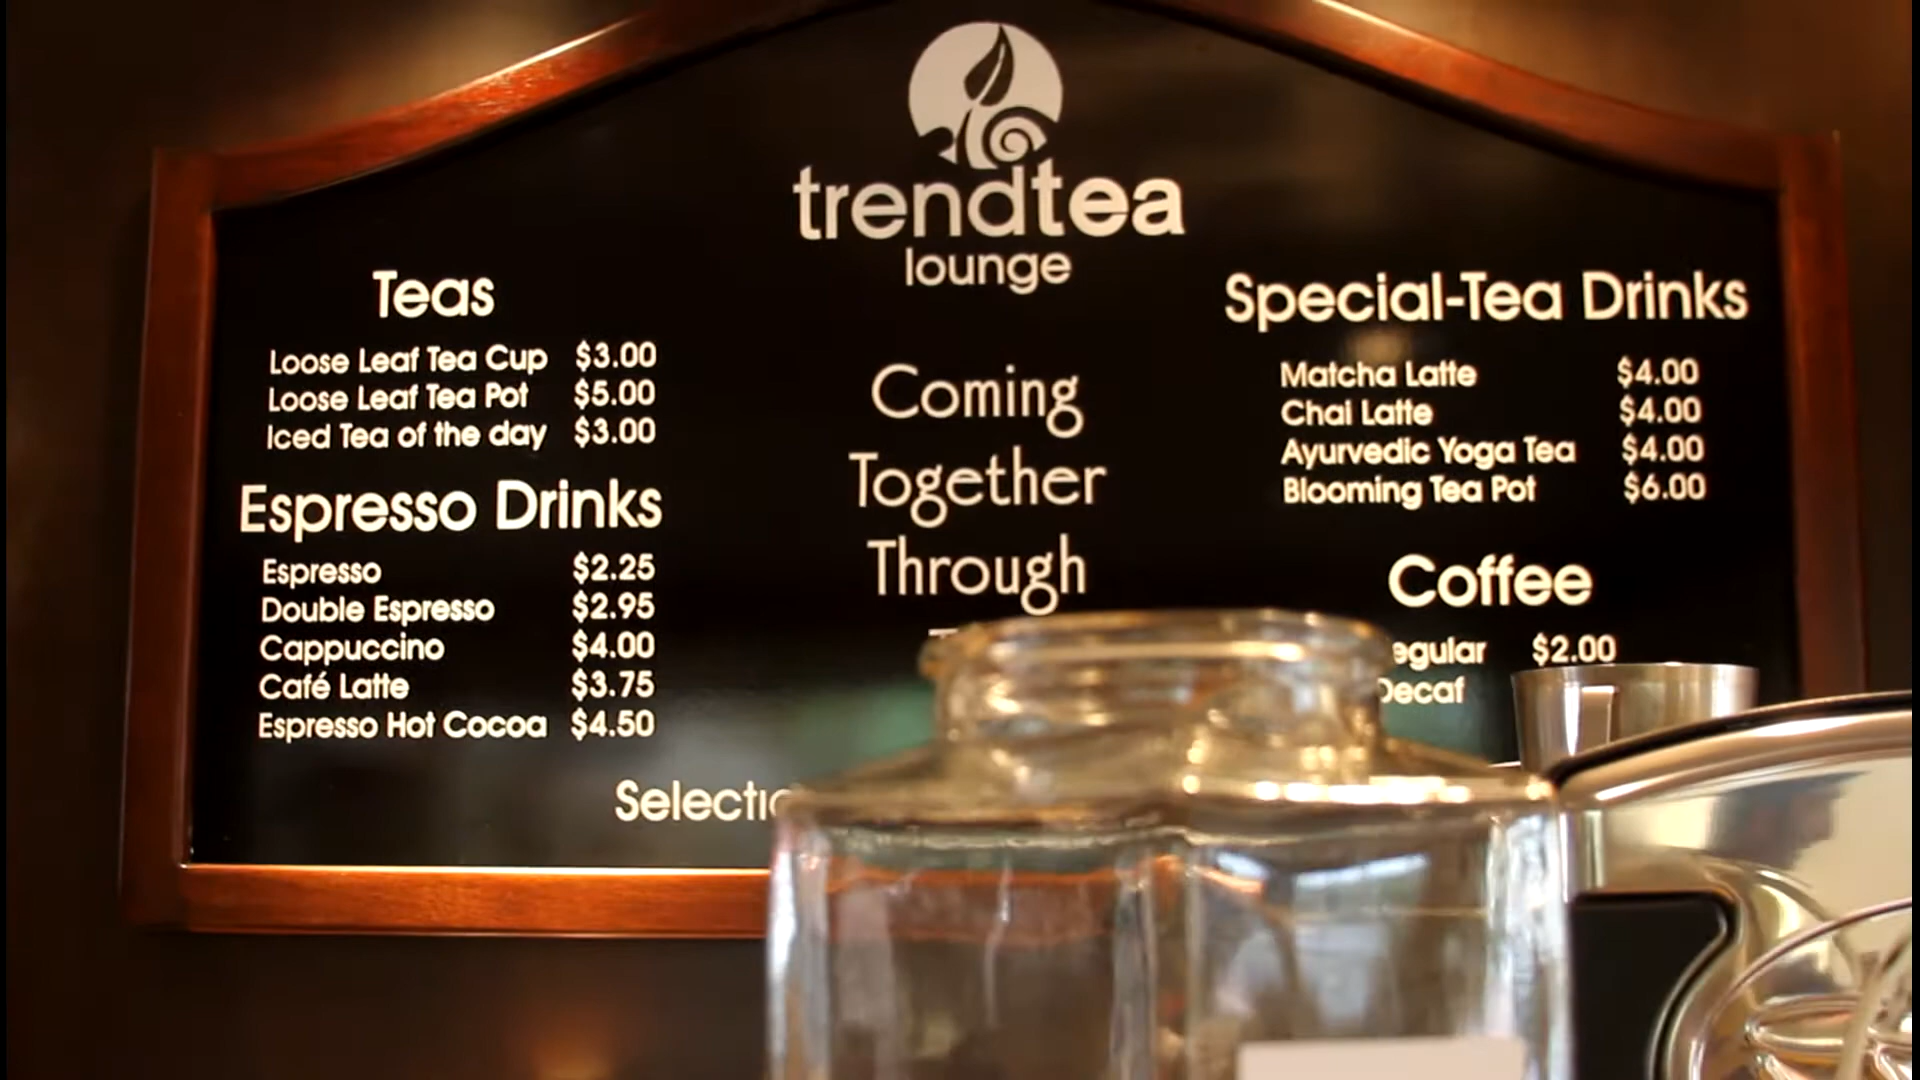 trendtea
lounge
Teas
Loose Leaf Tea Cup $3.00
Loose Leaf Tea Pot $5.00
Iced Tea of the day $3.00
Espresso Drinks
Espresso $2.25
Double Espresso $2.95
Cappuccino $4.00
Café Latte $3.75
Espresso Hot Cocoa $4.50
Coming
Together
Through
Special-Tea Drinks
Matcha Latte $4.00
Chai Latte $4.00
Ayurvedic Yoga Tea $4.00
Blooming Tea Pot $6.00
Coffee
egular $2.00
Decaf